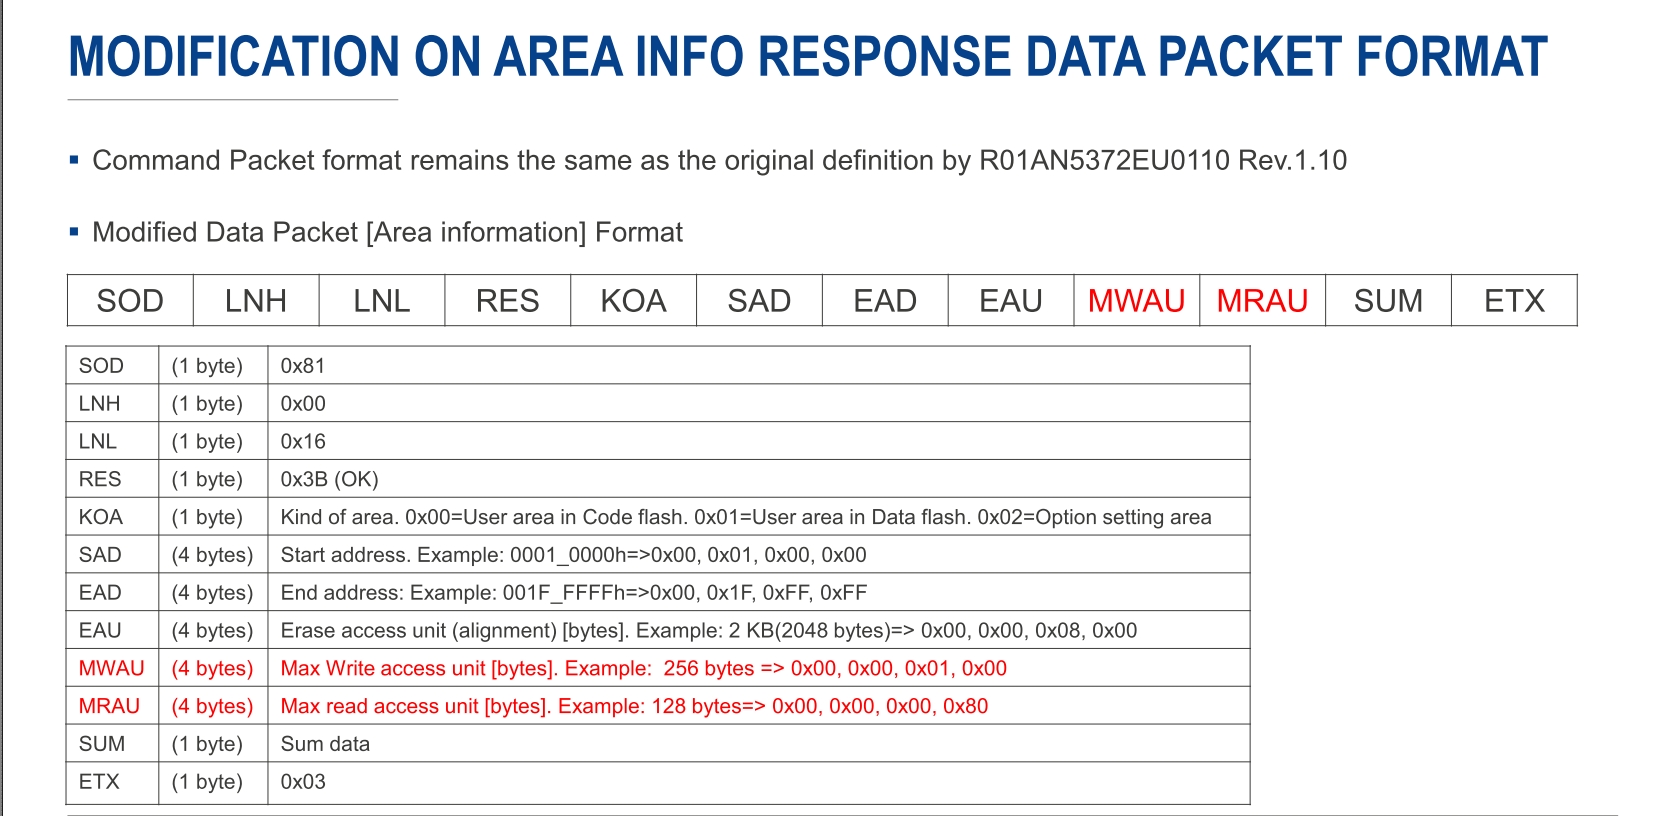 MODIFICATION ON AREA INFO RESPONSE DATA PACKET FORMAT
▪ Command Packet format remains the same as the original definition by R01AN5372EU0110 Rev.1.10
▪ Modified Data Packet [Area information] Format
SOD LNH LNL RES KOA SAD EAD EAU MWAU MRAU SUM ETX
SOD (1 byte) 0x81
LNH (1 byte) 0x00
LNL (1 byte) 0x16
RES (1 byte) 0x3B (OK)
KOA (1 byte) Kind of area. 0x00=User area in Code flash. 0x01=User area in Data flash. 0x02=Option setting area
SAD (4 bytes) Start address. Example: 0001_0000h=>0x00, 0x01, 0x00, 0x00
EAD (4 bytes) End address: Example: 001F_FFFFh=>0x00, 0x1F, 0xFF, 0xFF
EAU (4 bytes) Erase access unit (alignment) [bytes]. Example: 2 KB(2048 bytes)=> 0x00, 0x00, 0x08, 0x00
MWAU (4 bytes) Max Write access unit [bytes]. Example: 256 bytes => 0x00, 0x00, 0x01, 0x00
MRAU (4 bytes) Max read access unit [bytes]. Example: 128 bytes=> 0x00, 0x00, 0x00, 0x80
SUM (1 byte) Sum data
ETX (1 byte) 0x03